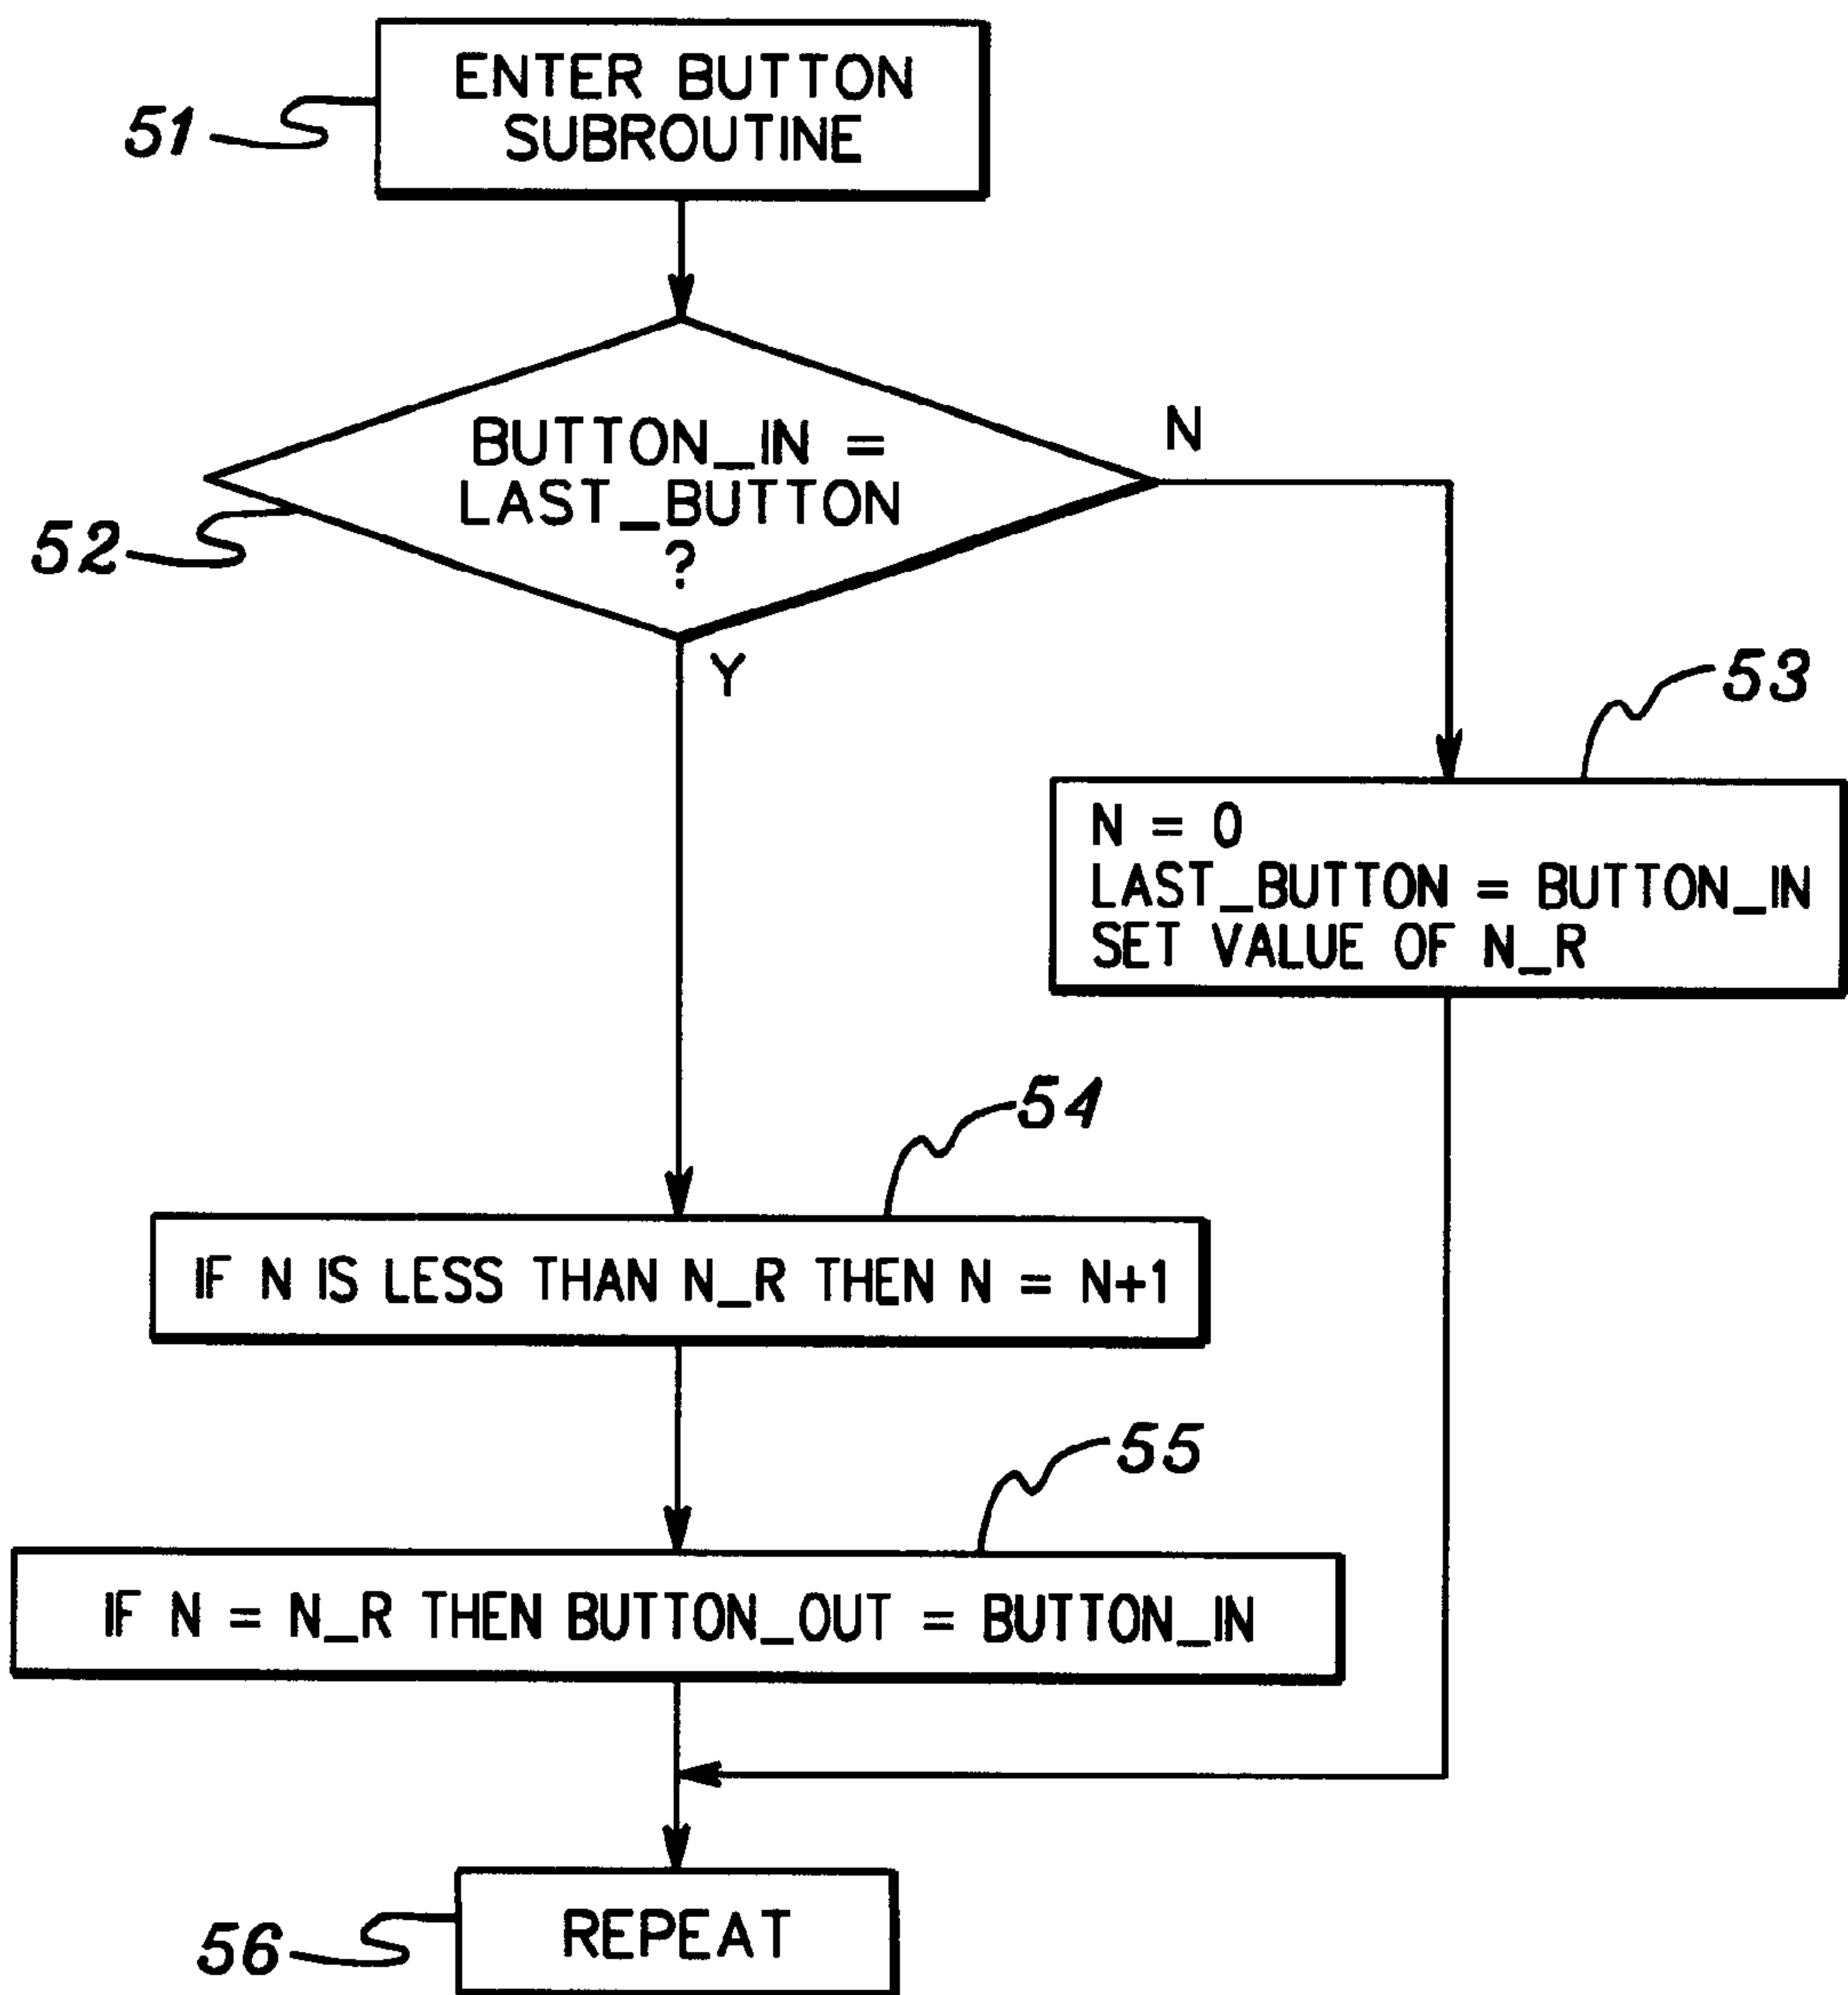 ENTER BUTTON
SUBROUTINE
51
BUTTON_IN =
LAST_BUTTON
?
N
52
Y
53
N = 0
LAST_BUTTON = BUTTON_IN
SET VALUE OF N_R
54
IF N IS LESS THAN N_R THEN N = N+1
55
IF N = N_R THEN BUTTON_OUT = BUTTON_IN
REPEAT
56